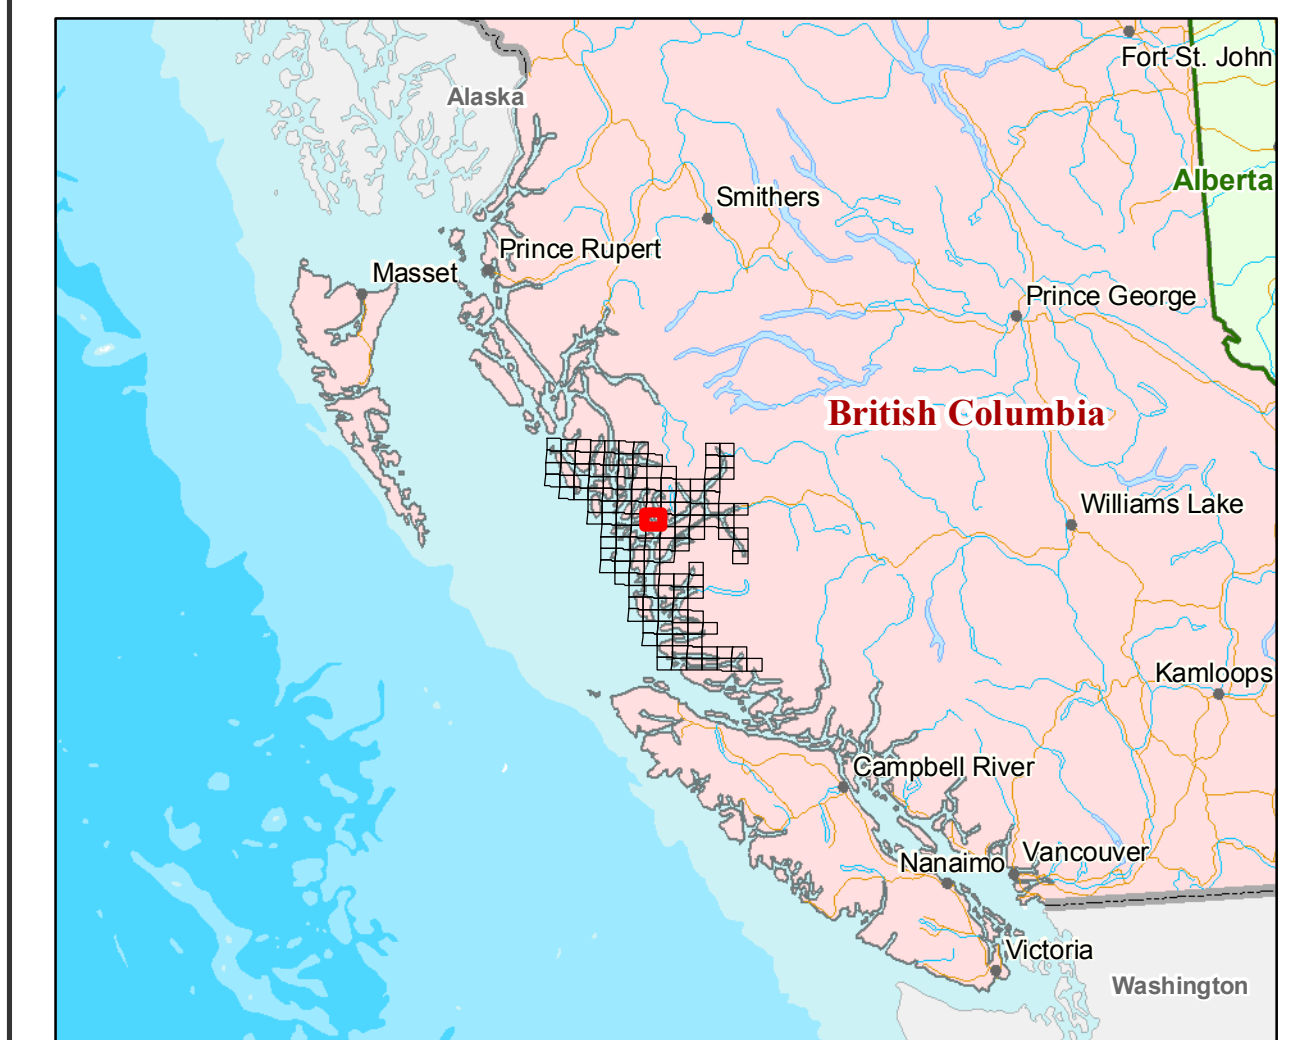 Fort St. John
Alaska
Alberta
Smithers
Prince Rupert
Masset
Prince George
British Columbia
Williams Lake
Kamloops
Campbell River
Vancouver
Nanaimo
Victoria
Washington